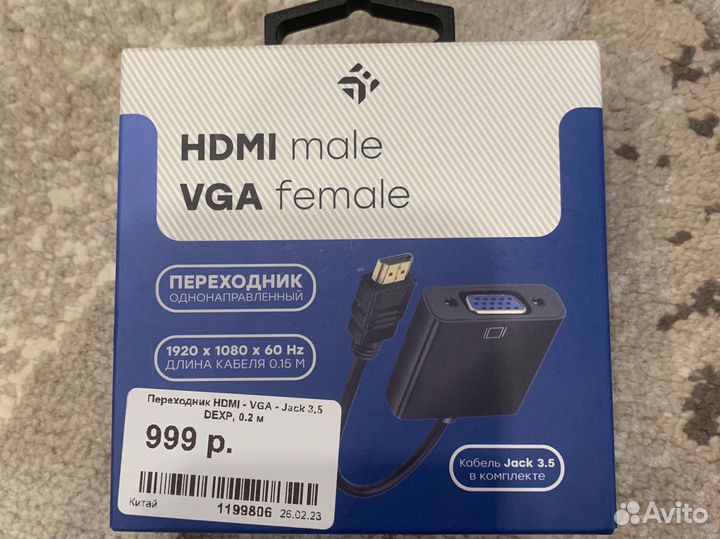 HDMI male
VGA female
ПЕРЕХОДНИК
ОДНОНАПРАВЛЕННЫЙ
1920 x 1080 x 60 Hz
ДЛИНА КАБЕЛЯ 0.15 М
Переходник HDMI - VGA - Jack 3.5
DEXP, 0.2 м
999 р.
Китай
1199806 26.02.23
Кабель Jack 3.5
в комплекте
Avito